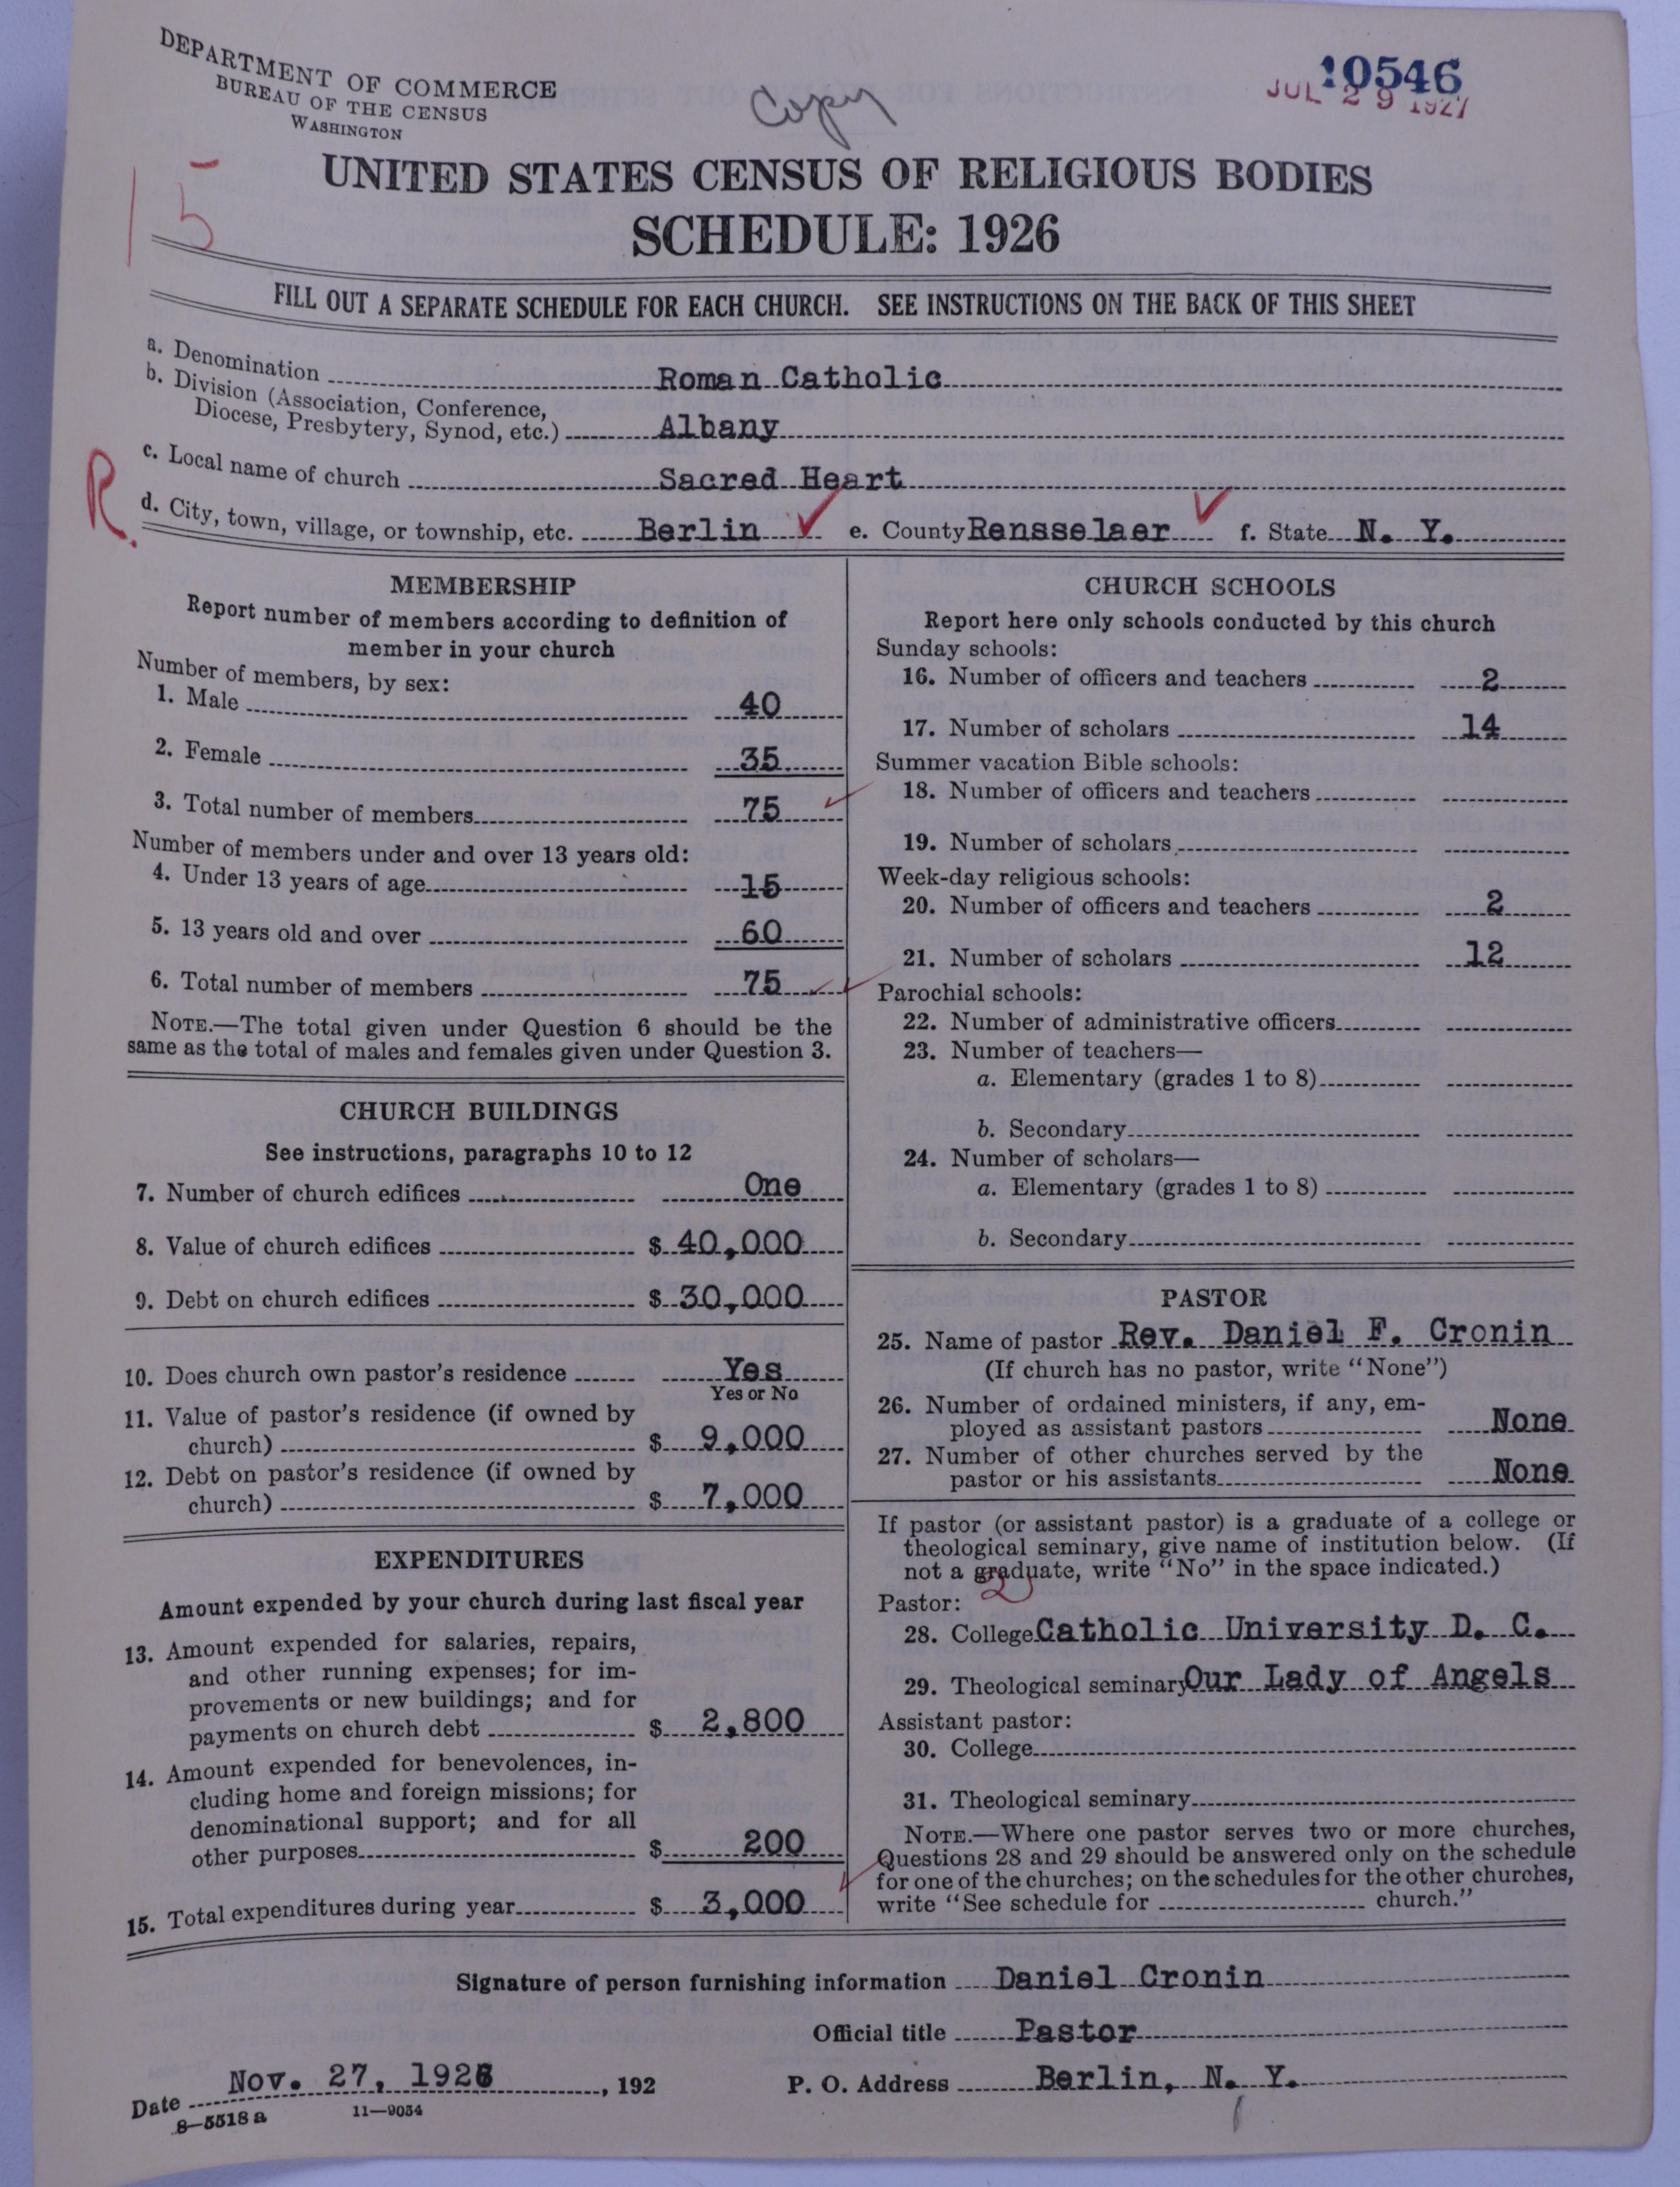 DEPARTMENT OF COMMERCE
BUREAU OF THE CENSUS
WASHINGTON
Copy
10546
JUL 29 1927
15
UNITED STATES CENSUS OF RELIGIOUS BODIES
SCHEDULE: 1926
FILL OUT A SEPARATE SCHEDULE FOR EACH CHURCH. SEE INSTRUCTIONS ON THE BACK OF THIS SHEET
a. Denomination Roman Catholic
b. Division (Association, Conference,
Diocese, Presbytery, Synod, etc.) Albany
c. Local name of church Sacred Heart
R.
d. City, town, village, or township, etc. Berlin e. County Rensselaer f. State N. Y.
MEMBERSHIP
Report number of members according to definition of
member in your church
Number of members, by sex:
1. Male 40
2. Female 35
3. Total number of members 75
Number of members under and over 13 years old:
4. Under 13 years of age 15
5. 13 years old and over 60
6. Total number of members 75
NOTE.—The total given under Question 6 should be the
same as the total of males and females given under Question 3.
CHURCH BUILDINGS
See instructions, paragraphs 10 to 12
7. Number of church edifices One
8. Value of church edifices $ 40,000
9. Debt on church edifices $ 30,000
10. Does church own pastor's residence Yes
Yes or No
11. Value of pastor's residence (if owned by
church) $ 9,000
12. Debt on pastor's residence (if owned by
church) $ 7,000
EXPENDITURES
Amount expended by your church during last fiscal year
13. Amount expended for salaries, repairs,
and other running expenses; for im-
provements or new buildings; and for
payments on church debt $ 2,800
14. Amount expended for benevolences, in-
cluding home and foreign missions; for
denominational support; and for all
other purposes $ 200
15. Total expenditures during year $ 3,000
CHURCH SCHOOLS
Report here only schools conducted by this church
Sunday schools:
16. Number of officers and teachers 2
17. Number of scholars 14
Summer vacation Bible schools:
18. Number of officers and teachers
19. Number of scholars
Week-day religious schools:
20. Number of officers and teachers 2
21. Number of scholars 12
Parochial schools:
22. Number of administrative officers
23. Number of teachers—
a. Elementary (grades 1 to 8)
b. Secondary
24. Number of scholars—
a. Elementary (grades 1 to 8)
b. Secondary
PASTOR
25. Name of pastor Rev. Daniel F. Cronin
(If church has no pastor, write "None")
26. Number of ordained ministers, if any, em-
ployed as assistant pastors None
27. Number of other churches served by the
pastor or his assistants None
If pastor (or assistant pastor) is a graduate of a college or
theological seminary, give name of institution below. (If
not a graduate, write "No" in the space indicated.)
2
Pastor:
28. College Catholic University D. C.
29. Theological seminary Our Lady of Angels
Assistant pastor:
30. College
31. Theological seminary
NOTE.—Where one pastor serves two or more churches,
Questions 28 and 29 should be answered only on the schedule
for one of the churches; on the schedules for the other churches,
write "See schedule for church."
Signature of person furnishing information Daniel Cronin
Official title Pastor
Date Nov. 27, 1926, 192 P. O. Address Berlin, N. Y.
8—5518 a 11—9054